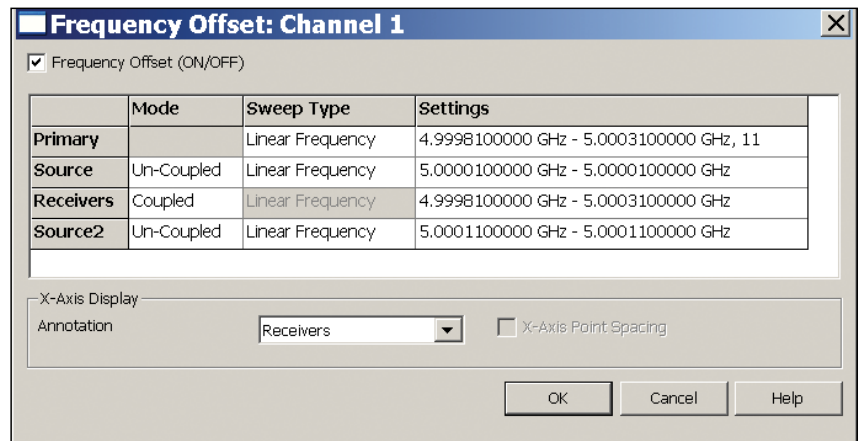 Frequency Offset: Channel 1
Frequency Offset (ON/OFF)
Mode Sweep Type Settings
Primary Linear Frequency 4.9998100000 GHz - 5.0003100000 GHz, 11
Source Un-Coupled Linear Frequency 5.0000100000 GHz - 5.0000100000 GHz
Receivers Coupled Linear Frequency 4.9998100000 GHz - 5.0003100000 GHz
Source2 Un-Coupled Linear Frequency 5.0001100000 GHz - 5.0001100000 GHz
X-Axis Display
Annotation Receivers X-Axis Point Spacing
OK Cancel Help